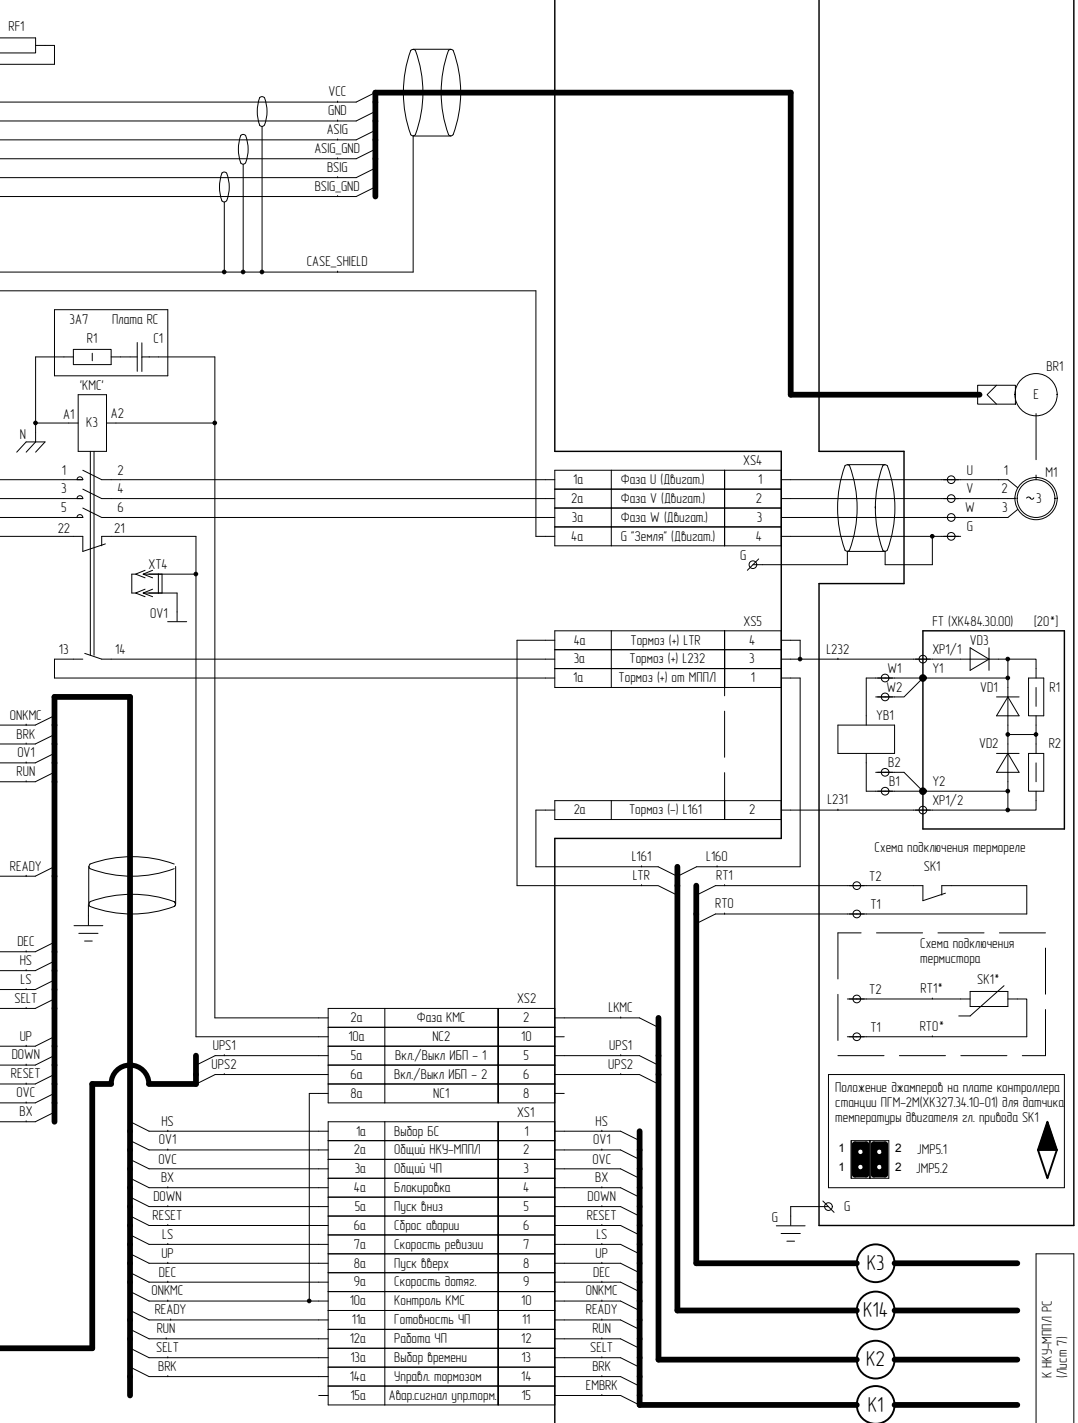 RF1
VCC
GND
ASIG
ASIG_GND
BSIG
BSIG_GND
CASE_SHIELD
3A7 Плата RC
R1 C1
'КМС'
A1 K3 A2
N
BR1
E
XS4
1 2
3 4
5 6
22 21
1а Фаза U (Двигат.) 1
2а Фаза V (Двигат.) 2
3а Фаза W (Двигат.) 3
4а G "Земля" (Двигат.) 4
G
U 1 M1
V 2 ~3
W 3
G
XT4
0V1
13 14
XS5
4а Тормоз (+) LTR 4
3а Тормоз (+) L232 3
1а Тормоз (+) от МППЛ 1
2а Тормоз (-) L161 2
L232
L231
FT (ХК484.30.00) [20*]
XP1/1 VD3
W1 Y1
W2
VD1 R1
YB1
VD2 R2
B2
B1 Y2
XP1/2
ONKMC
BRK
0V1
RUN
READY
DEC
HS
LS
SELT
UP
DOWN
RESET
OVC
BX
L161 L160
LTR RT1
RT0
Схема подключения термореле
SK1
T2
T1
Схема подключения
термистора
T2 RT1* SK1*
T1 RT0*
XS2
2а Фаза КМС 2 LKMC
10а NC2 10
UPS1 5а Вкл./Выкл ИБП - 1 5 UPS1
UPS2 6а Вкл./Выкл ИБП - 2 6 UPS2
8а NC1 8
XS1
HS 1а Выбор БС 1 HS
0V1 2а Общий НКУ-МППЛ 2 0V1
OVC 3а Общий ЧП 3 OVC
BX 4а Блокировка 4 BX
DOWN 5а Пуск вниз 5 DOWN
RESET 6а Сброс аварии 6 RESET
LS 7а Скорость ревизии 7 LS
UP 8а Пуск вверх 8 UP
DEC 9а Скорость дотяг. 9 DEC
ONKMC 10а Контроль КМС 10 ONKMC
READY 11а Готовность ЧП 11 READY
RUN 12а Работа ЧП 12 RUN
SELT 13а Выбор времени 13 SELT
BRK 14а Управл. тормозом 14 BRK
15а Авар.сигнал упр.торм. 15 EMBRK
Положение джамперов на плате контроллера
станции ПГМ-2М(ХК327.34.10-01) для датчика
температуры двигателя гл. привода SK1
1 2 JMP5.1
1 2 JMP5.2
G
G
K3
K14
K2
K1
К НКУ-МППЛ РС
(Лист 7)